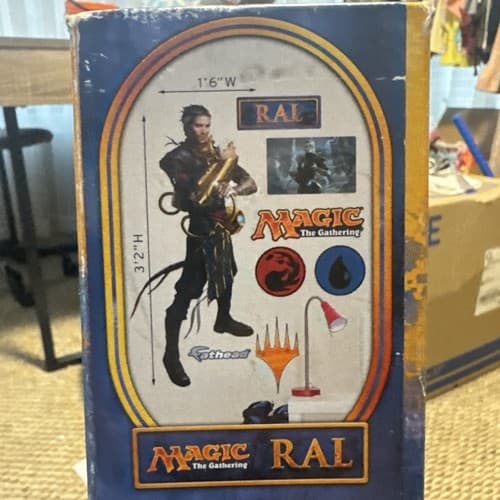 1'6"W
RAL
3'2"H
MAGIC
The Gathering®
Fathead
MAGIC
The Gathering
RAL
E